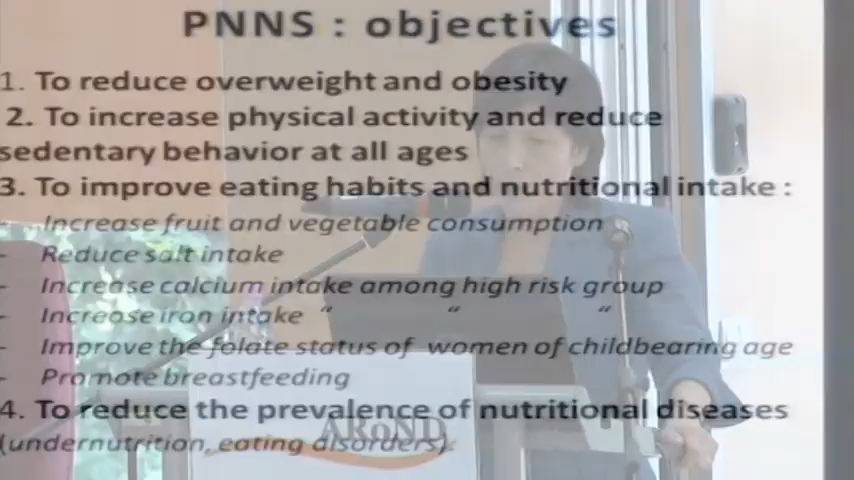 PNNS : objectives
1. To reduce overweight and obesity
2. To increase physical activity and reduce
sedentary behavior at all ages
3. To improve eating habits and nutritional intake :
- Increase fruit and vegetable consumption
- Reduce salt intake
- Increase calcium intake among high risk group
- Increase iron intake “ “ “
- Improve the folate status of women of childbearing age
- Promote breastfeeding
4. To reduce the prevalence of nutritional diseases
ARoND
(undernutrition, eating disorders).